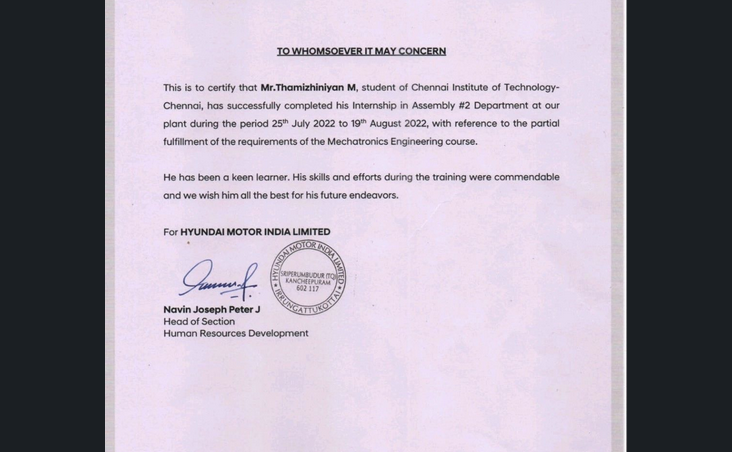 TO WHOMSOEVER IT MAY CONCERN
This is to certify that Mr.Thamizhiniyan M, student of Chennai Institute of Technology-
Chennai, has successfully completed his Internship in Assembly #2 Department at our
plant during the period 25th July 2022 to 19th August 2022, with reference to the partial
fulfillment of the requirements of the Mechatronics Engineering course.
He has been a keen learner. His skills and efforts during the training were commendable
and we wish him all the best for his future endeavors.
For HYUNDAI MOTOR INDIA LIMITED
HYUNDAI MOTOR INDIA LIMITED
SRIPERUMBUDUR (TQ)
KANCHEEPURAM
602 117
IRRUNGATTUKOTTAI
Navin Joseph Peter J
Head of Section
Human Resources Development